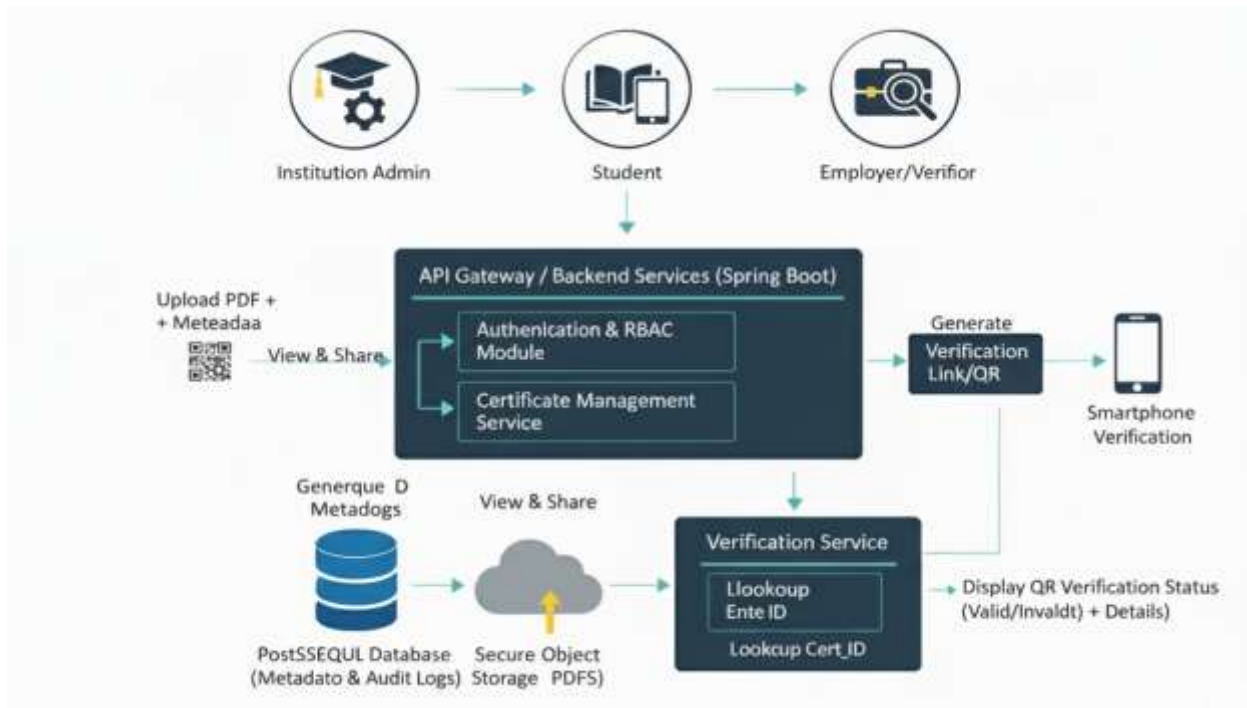 Institution Admin
Student
Employer/Verifior
API Gateway / Backend Services (Spring Boot)
Upload PDF +
+ Meteadaa
View & Share
Authenication & RBAC
Module
Certificate Management
Service
Generate
Verification
Link/QR
Smartphone
Verification
Generque D
Metadogs
View & Share
PostSSEQUL Database
(Metadato & Audit Logs)
Secure Object
Storage PDFS)
Verification Service
Llookoup
Ente ID
Lookcup Cert_ID
Display QR Verification Status
(Valid/Invaldt) + Details)